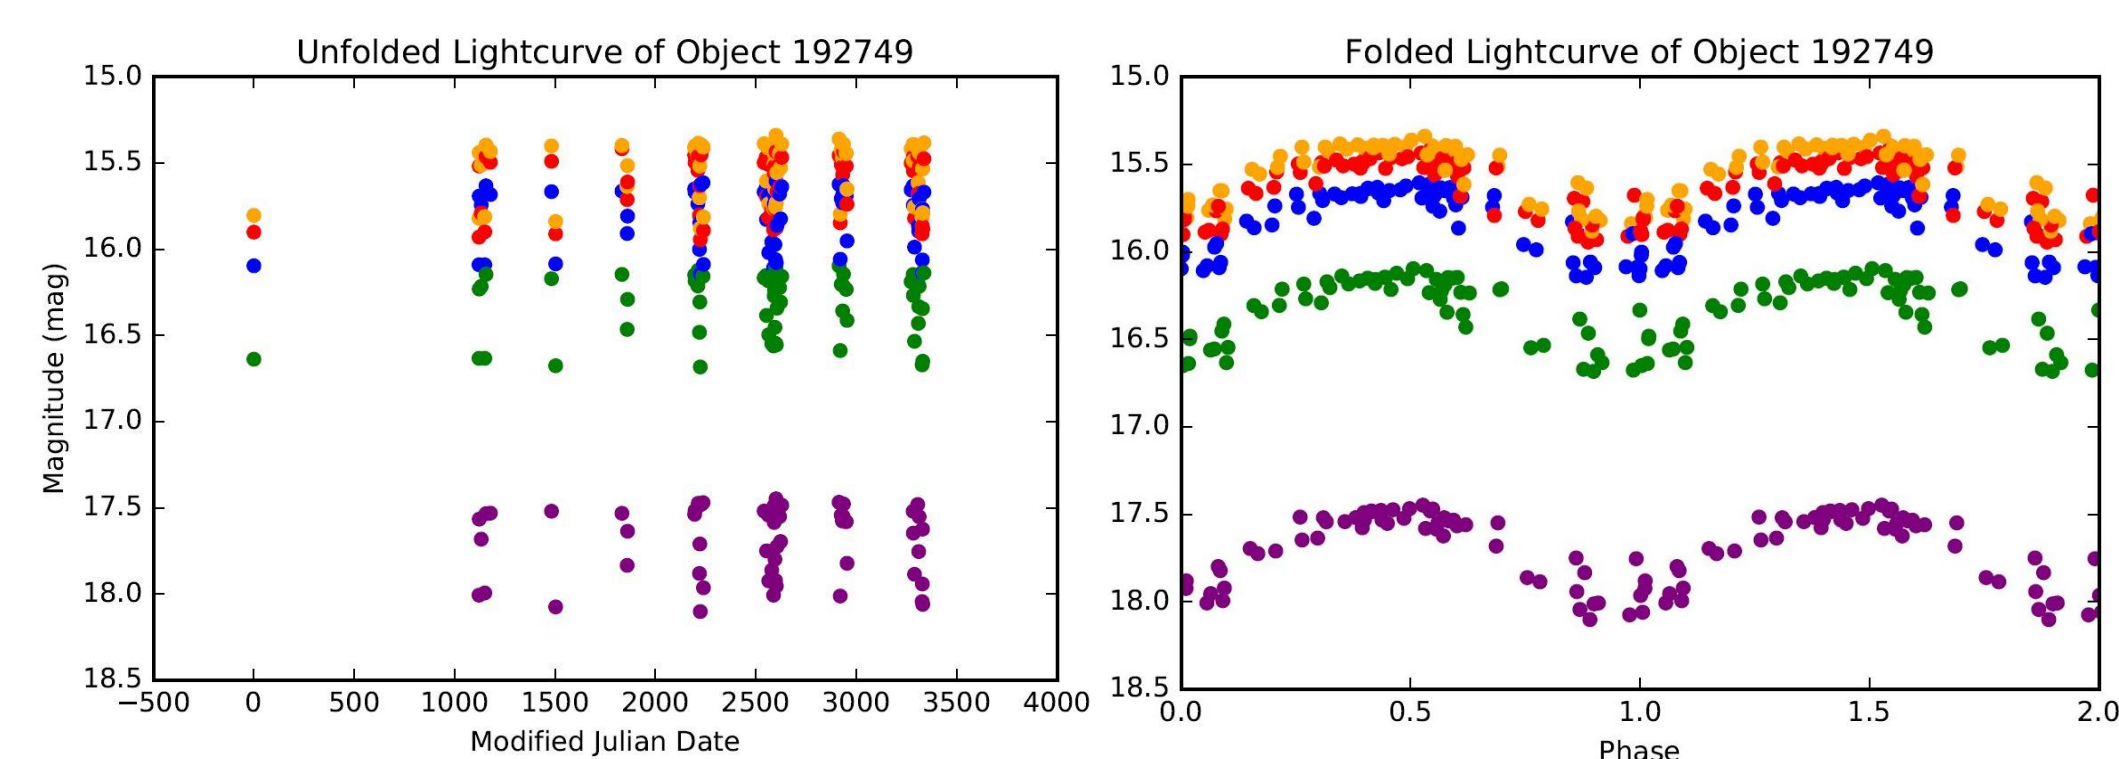 Unfolded Lightcurve of Object 192749
15.0
15.5
16.0
16.5
17.0
17.5
18.0
18.5
Magnitude (mag)
−500 0 500 1000 1500 2000 2500 3000 3500 4000
Modified Julian Date
Folded Lightcurve of Object 192749
15.0
15.5
16.0
16.5
17.0
17.5
18.0
18.5
0.0 0.5 1.0 1.5 2.0
Phase